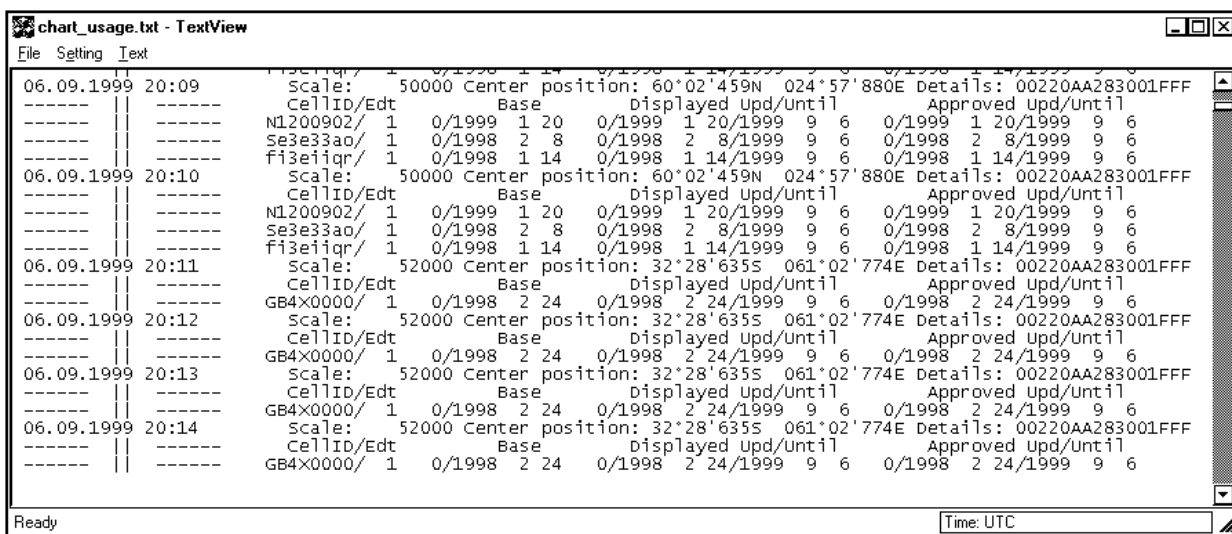 chart_usage.txt - TextView
File Setting Text
06.09.1999 20:09 Scale: 50000 Center position: 60°02'459N 024°57'880E Details: 00220AA283001FFF
------ || ------ CellID/Edt Base Displayed Upd/Until Approved Upd/Until
------ || ------ N1200902/ 1 0/1999 1 20 0/1999 1 20/1999 9 6 0/1999 1 20/1999 9 6
------ || ------ Se3e33ao/ 1 0/1998 2 8 0/1998 2 8/1999 9 6 0/1998 2 8/1999 9 6
------ || ------ fi3eiiqr/ 1 0/1998 1 14 0/1998 1 14/1999 9 6 0/1998 1 14/1999 9 6
06.09.1999 20:10 Scale: 50000 Center position: 60°02'459N 024°57'880E Details: 00220AA283001FFF
------ || ------ CellID/Edt Base Displayed Upd/Until Approved Upd/Until
------ || ------ N1200902/ 1 0/1999 1 20 0/1999 1 20/1999 9 6 0/1999 1 20/1999 9 6
------ || ------ Se3e33ao/ 1 0/1998 2 8 0/1998 2 8/1999 9 6 0/1998 2 8/1999 9 6
------ || ------ fi3eiiqr/ 1 0/1998 1 14 0/1998 1 14/1999 9 6 0/1998 1 14/1999 9 6
06.09.1999 20:11 Scale: 52000 Center position: 32°28'635S 061°02'774E Details: 00220AA283001FFF
------ || ------ CellID/Edt Base Displayed Upd/Until Approved Upd/Until
------ || ------ GB4X0000/ 1 0/1998 2 24 0/1998 2 24/1999 9 6 0/1998 2 24/1999 9 6
06.09.1999 20:12 Scale: 52000 Center position: 32°28'635S 061°02'774E Details: 00220AA283001FFF
------ || ------ CellID/Edt Base Displayed Upd/Until Approved Upd/Until
------ || ------ GB4X0000/ 1 0/1998 2 24 0/1998 2 24/1999 9 6 0/1998 2 24/1999 9 6
06.09.1999 20:13 Scale: 52000 Center position: 32°28'635S 061°02'774E Details: 00220AA283001FFF
------ || ------ CellID/Edt Base Displayed Upd/Until Approved Upd/Until
------ || ------ GB4X0000/ 1 0/1998 2 24 0/1998 2 24/1999 9 6 0/1998 2 24/1999 9 6
06.09.1999 20:14 Scale: 52000 Center position: 32°28'635S 061°02'774E Details: 00220AA283001FFF
------ || ------ CellID/Edt Base Displayed Upd/Until Approved Upd/Until
------ || ------ GB4X0000/ 1 0/1998 2 24 0/1998 2 24/1999 9 6 0/1998 2 24/1999 9 6
Ready Time: UTC